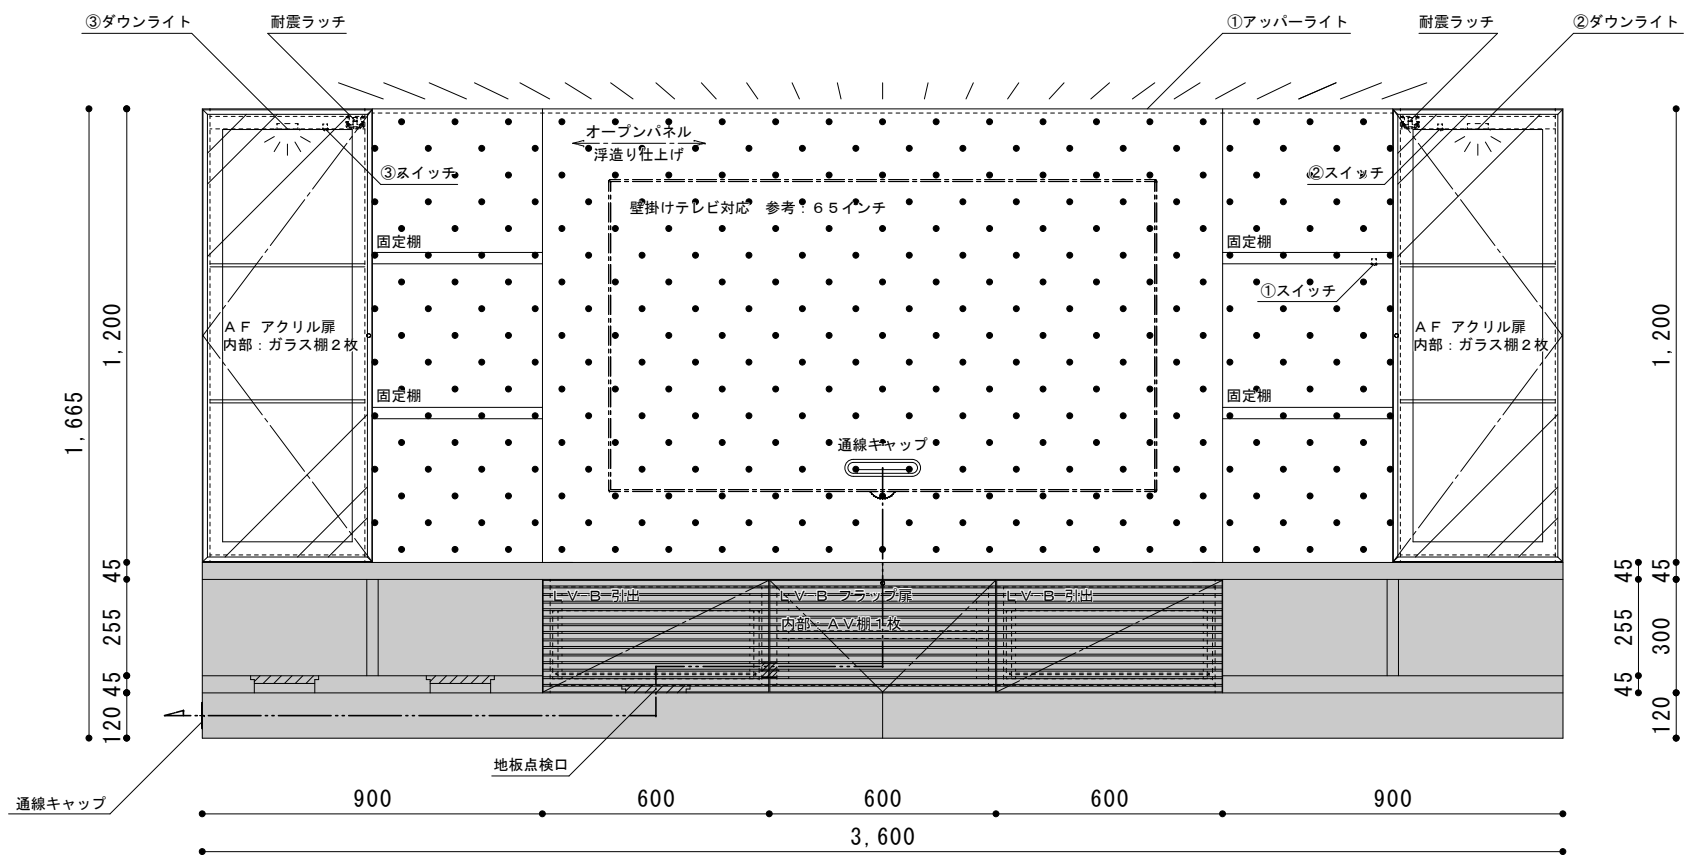 ③ダウンライト
耐震ラッチ
①アッパーライト
耐震ラッチ
②ダウンライト
オープンパネル
浮造り仕上げ
③スイッチ
②スイッチ
壁掛けテレビ対応 参考：６５インチ
固定棚
固定棚
①スイッチ
ＡＦ アクリル扉
内部：ガラス棚２枚
ＡＦ アクリル扉
内部：ガラス棚２枚
1,200
1,200
1,665
固定棚
固定棚
通線キャップ
45
45
45
ＬＶ-Ｂ 引出
ＬＶ-Ｂ フラップ扉
ＬＶ-Ｂ 引出
内部：ＡＶ棚１枚
255
255
300
45
45
120
120
地板点検口
通線キャップ
900
600
600
600
900
3,600